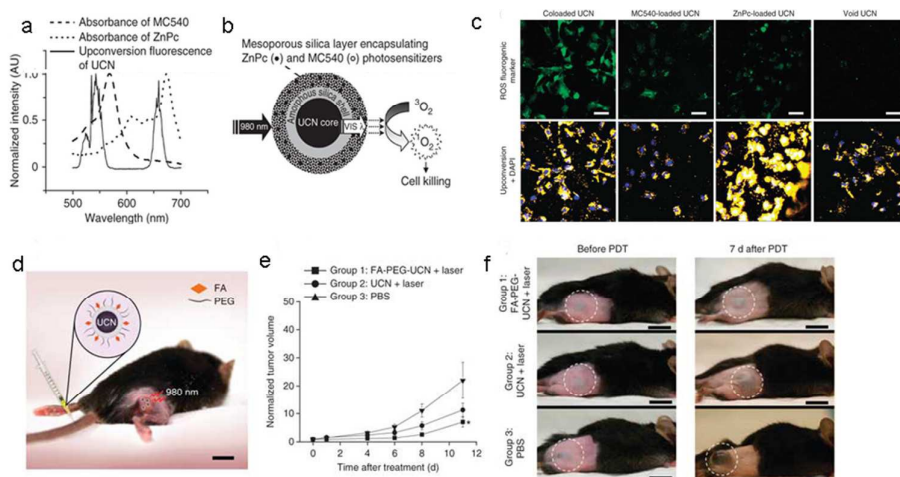 a
Absorbance of MC540
Absorbance of ZnPc
Upconversion fluorescence
of UCN
Normalized intensity (AU)
1.0
0.5
0
500
600
700
Wavelength (nm)
b
Mesoporous silica layer encapsulating
ZnPc (●) and MC540 (○) photosensitizers
Amorphous silica shell
UCN core
980 nm
VIS λ
³O₂
¹O₂
Cell killing
c
Coloaded UCN
MC540-loaded UCN
ZnPc-loaded UCN
Void UCN
ROS fluorogenic
marker
Upconversion
+ DAPI
d
FA
PEG
UCN
980 nm
e
Group 1: FA-PEG-UCN + laser
Group 2: UCN + laser
Group 3: PBS
Normalized tumor volume
50
40
30
20
10
0
0
2
4
6
8
10
12
*
Time after treatment (d)
f
Before PDT
7 d after PDT
Group 1:
FA-PEG-
UCN + laser
Group 2:
UCN + laser
Group 3:
PBS